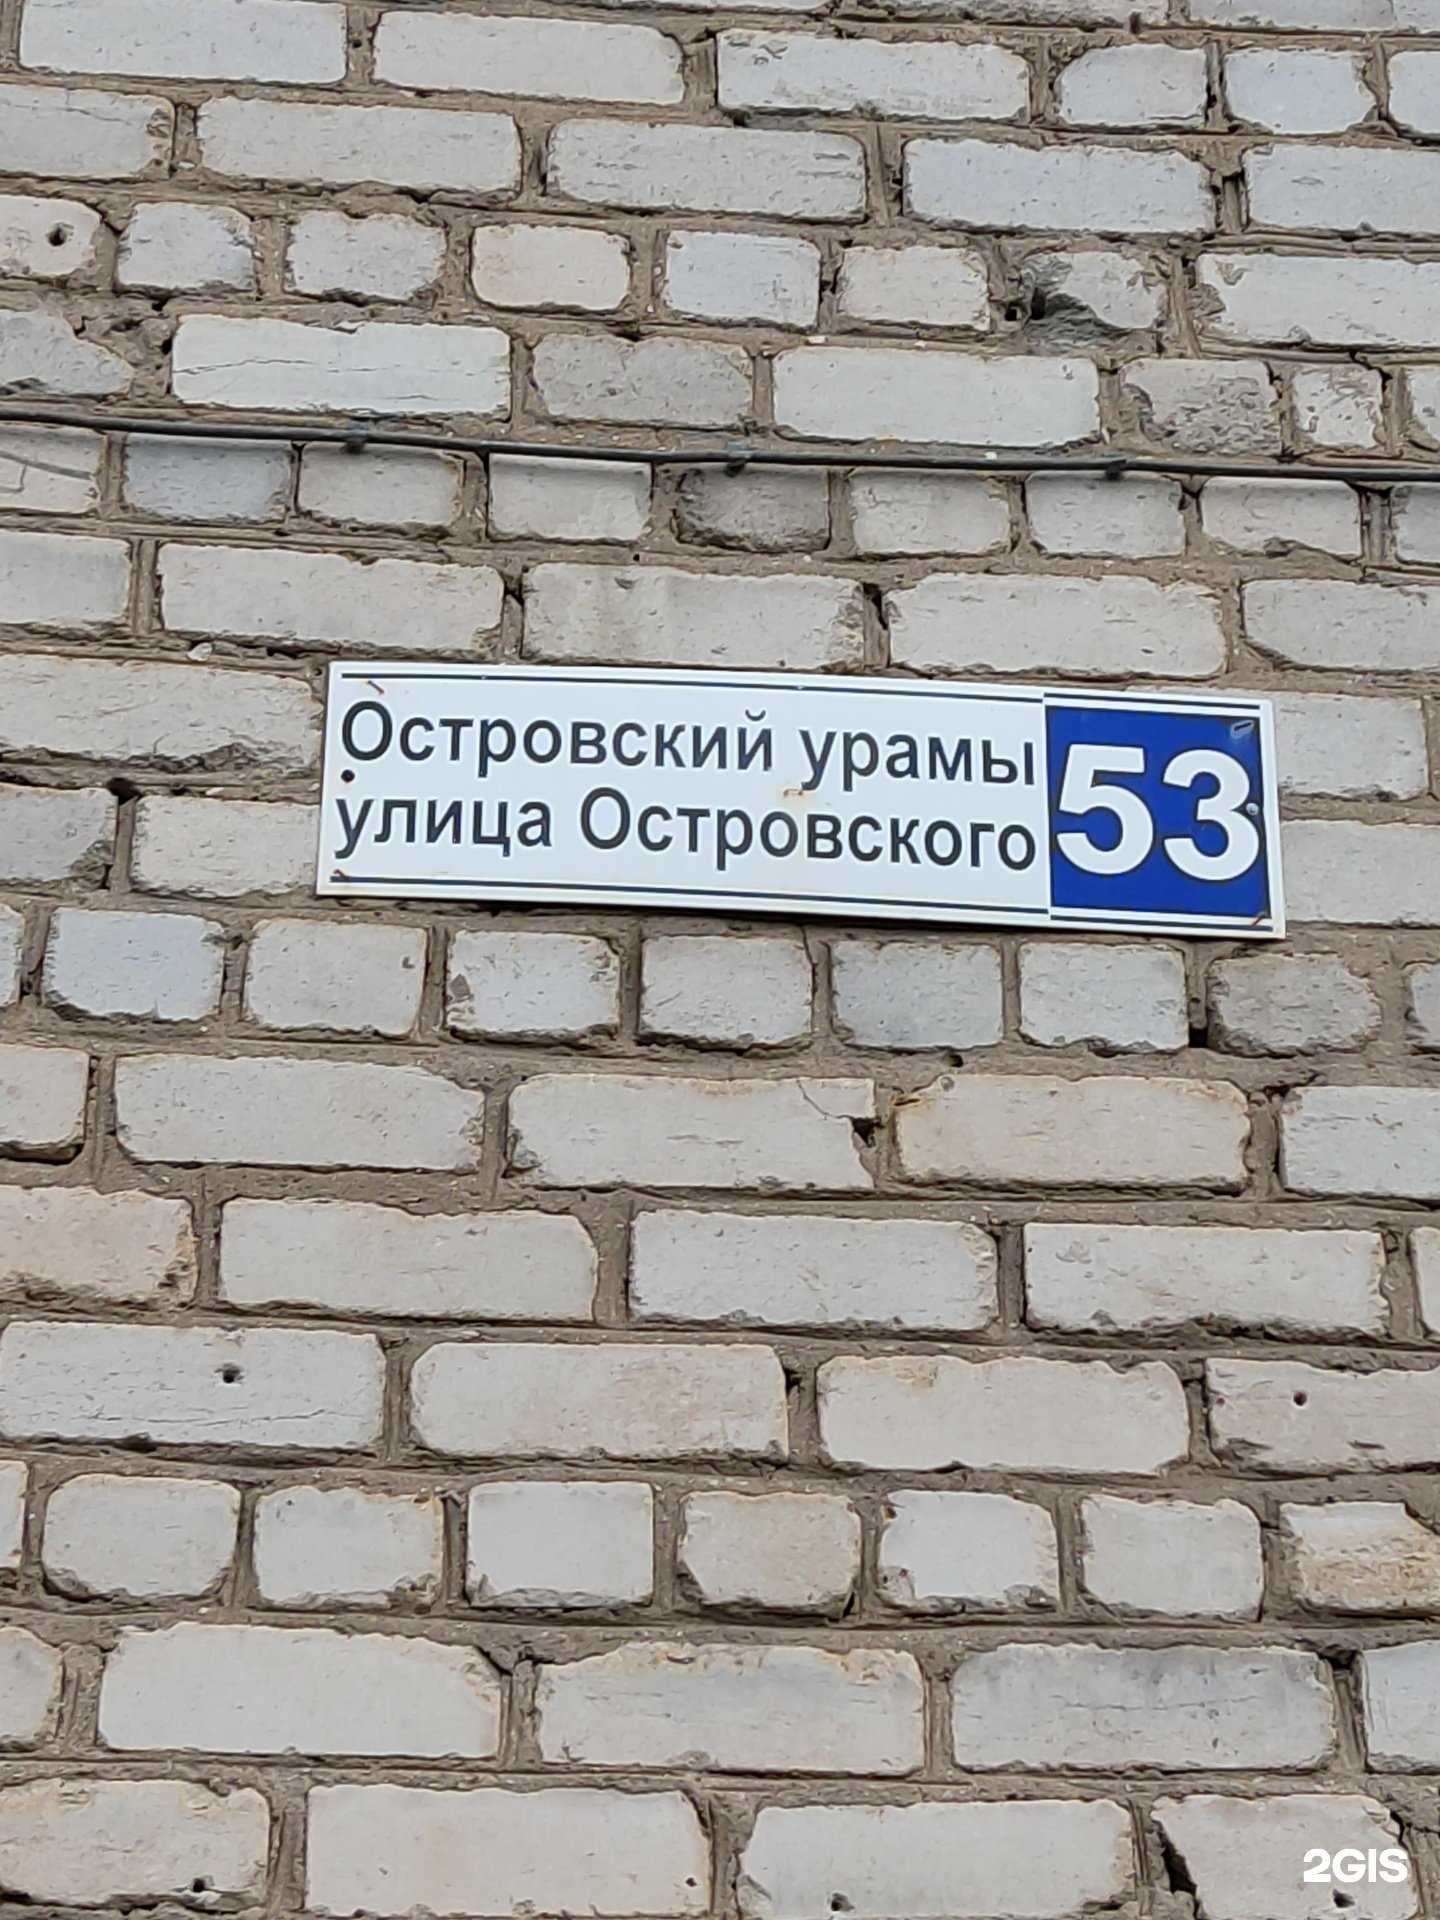 Островский урамы
улица Островского
53
2GIS